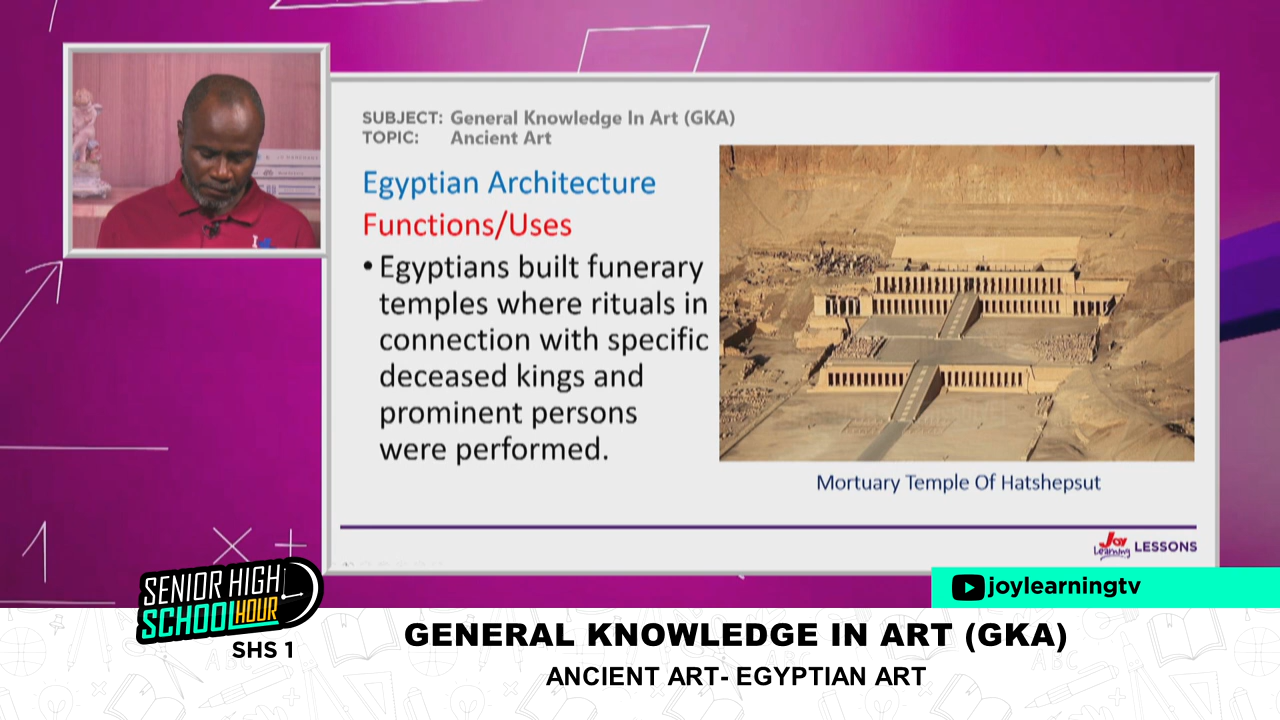 SUBJECT: General Knowledge In Art (GKA)
TOPIC: Ancient Art
Egyptian Architecture
Functions/Uses
• Egyptians built funerary
temples where rituals in
connection with specific
deceased kings and
prominent persons
were performed.
Mortuary Temple Of Hatshepsut
Joy Learning LESSONS
joylearningtv
SENIOR HIGH
SCHOOL HOUR
SHS 1
GENERAL KNOWLEDGE IN ART (GKA)
ANCIENT ART- EGYPTIAN ART